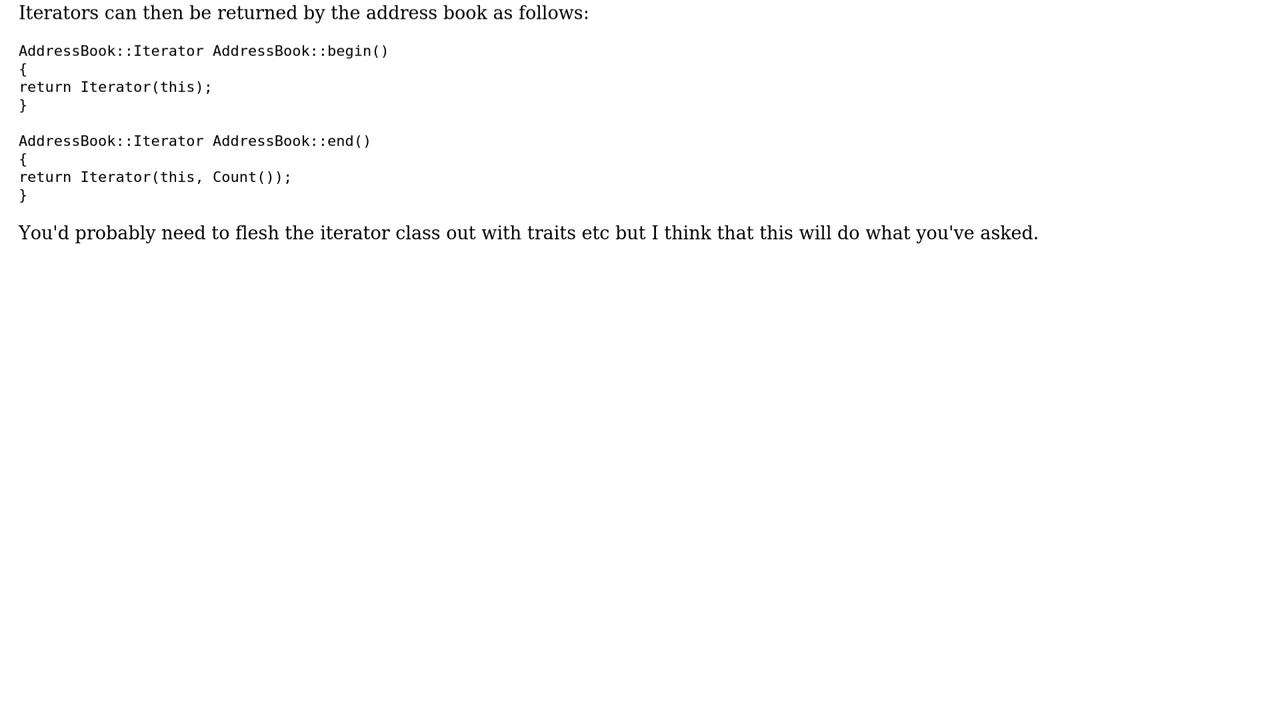 Iterators can then be returned by the address book as follows:
AddressBook::Iterator AddressBook::begin()
{
return Iterator(this);
}
AddressBook::Iterator AddressBook::end()
{
return Iterator(this, Count());
}
You'd probably need to flesh the iterator class out with traits etc but I think that this will do what you've asked.